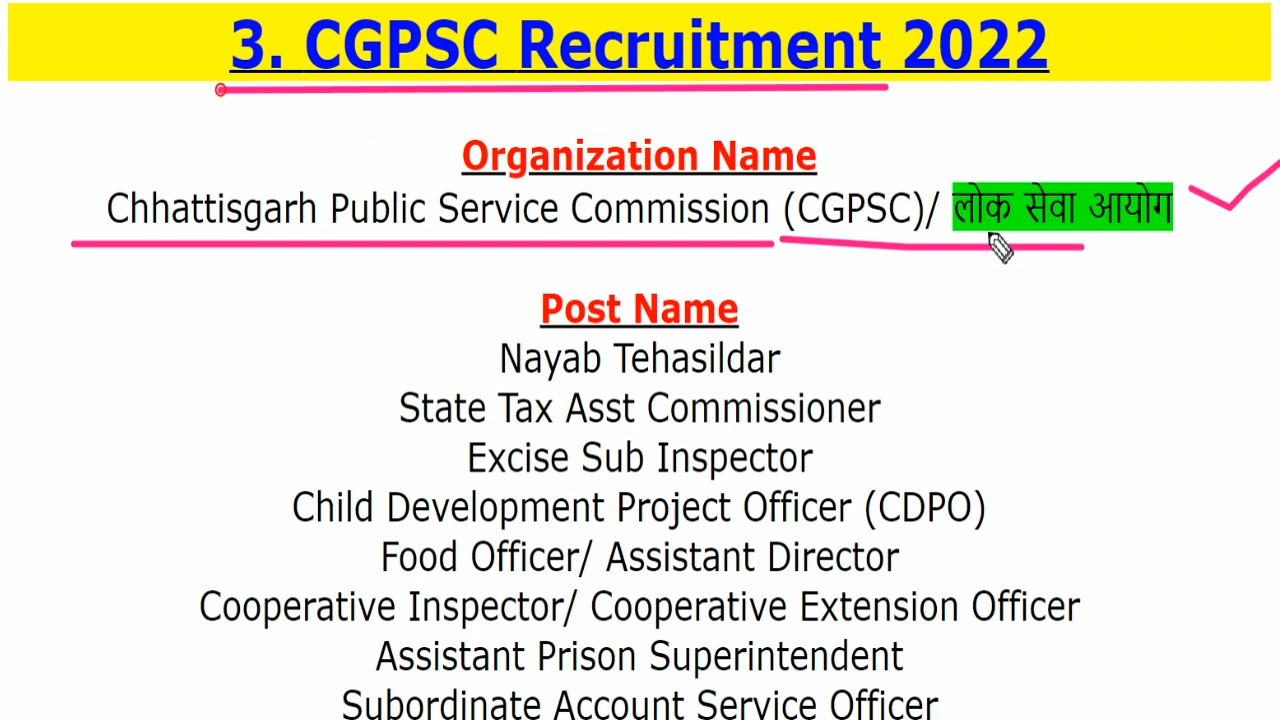 3. CGPSC Recruitment 2022
Organization Name
Chhattisgarh Public Service Commission (CGPSC)/ लोक सेवा आयोग
Post Name
Nayab Tehasildar
State Tax Asst Commissioner
Excise Sub Inspector
Child Development Project Officer (CDPO)
Food Officer/ Assistant Director
Cooperative Inspector/ Cooperative Extension Officer
Assistant Prison Superintendent
Subordinate Account Service Officer